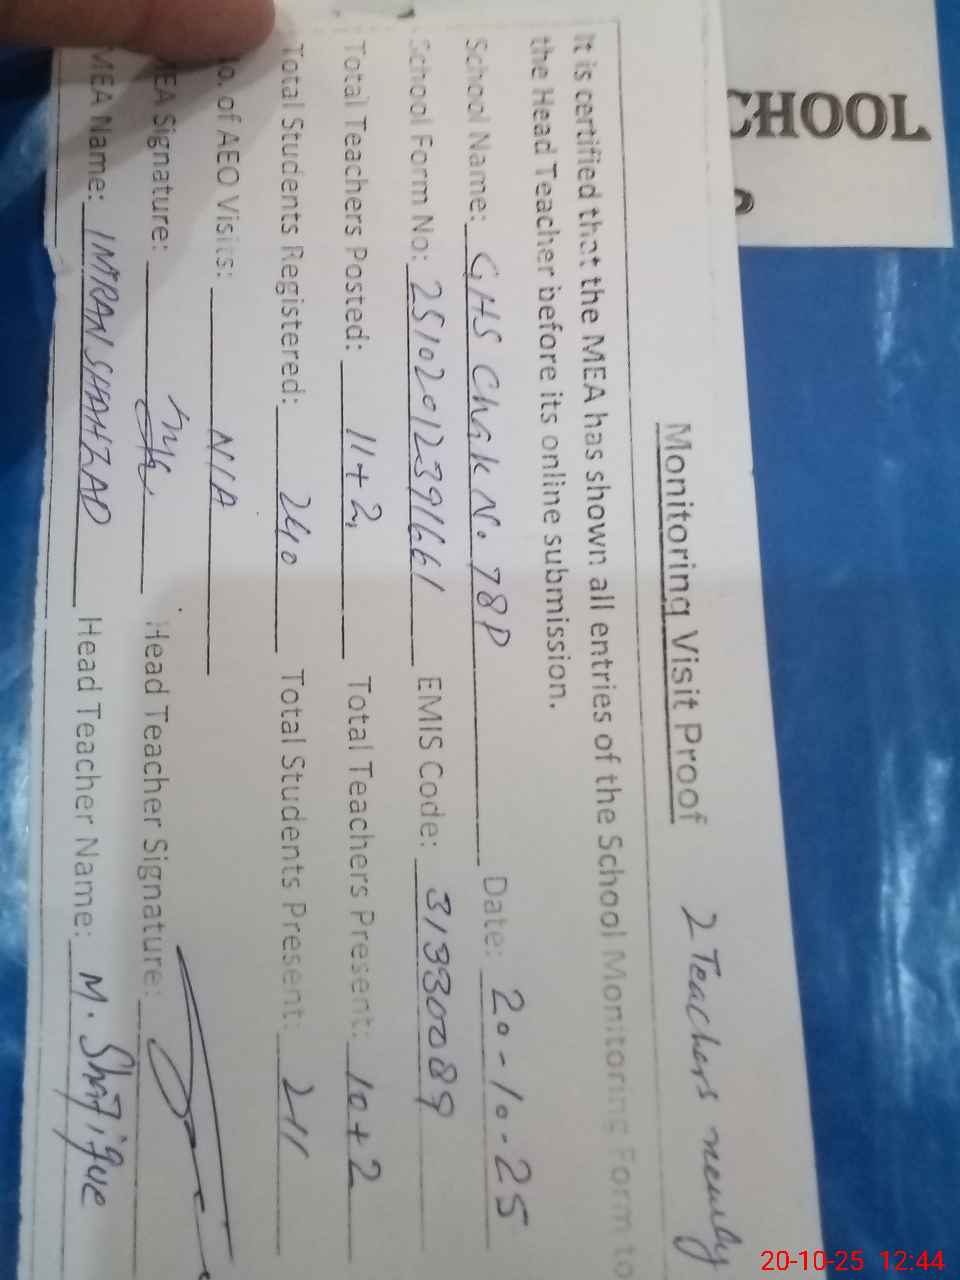 CHOOL
Monitoring Visit Proof 2 Teachers newly
It is certified that the MEA has shown all entries of the School Monitoring Form to
the Head Teacher before its online submission.
School Name: GHS Chak No. 78P Date: 20-10-25
School Form No: 25102012391661 EMIS Code: 31330089
Total Teachers Posted: 11+2 Total Teachers Present: 10+2
Total Students Registered: 240 Total Students Present: 211
No. of AEO Visits: N/A
MEA Signature: Head Teacher Signature:
MEA Name: IMRAN SHAHZAD Head Teacher Name: M. Shafique
20-10-25 12:44